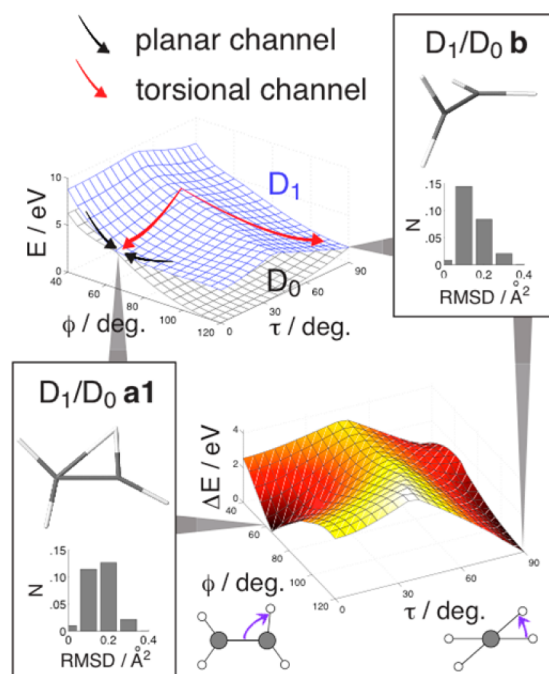 planar channel
torsional channel
D1/D0 b
.15
.10
.05
0
N
0 0.2 0.4
RMSD / Å2
10
5
0
E / eV
D1
D0
40
60
80
100
120
ϕ / deg.
0
30
60
90
τ / deg.
D1/D0 a1
.15
.10
.05
0
N
0 0.2 0.4
RMSD / Å2
4
2
0
ΔE / eV
40
60
80
100
120
ϕ / deg.
0
30
60
90
τ / deg.